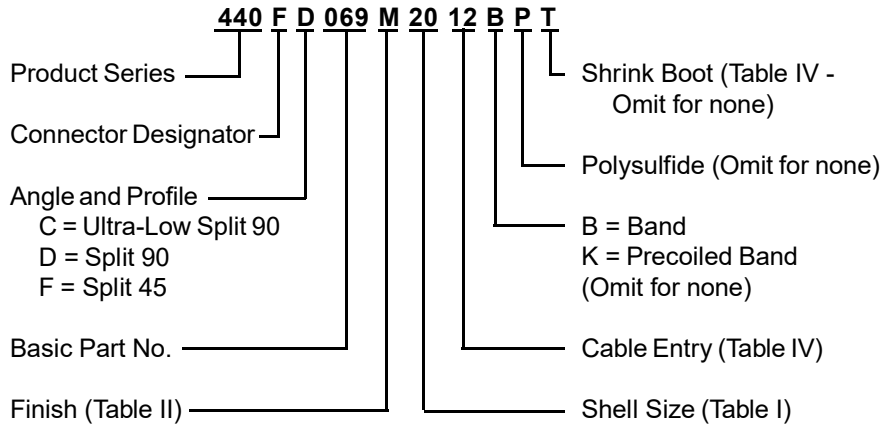 440 F D 069 M 20 12 B P T
Product Series
Connector Designator
Angle and Profile
C = Ultra-Low Split 90
D = Split 90
F = Split 45
Basic Part No.
Finish (Table II)
Shrink Boot (Table IV -
Omit for none)
Polysulfide (Omit for none)
B = Band
K = Precoiled Band
(Omit for none)
Cable Entry (Table IV)
Shell Size (Table I)